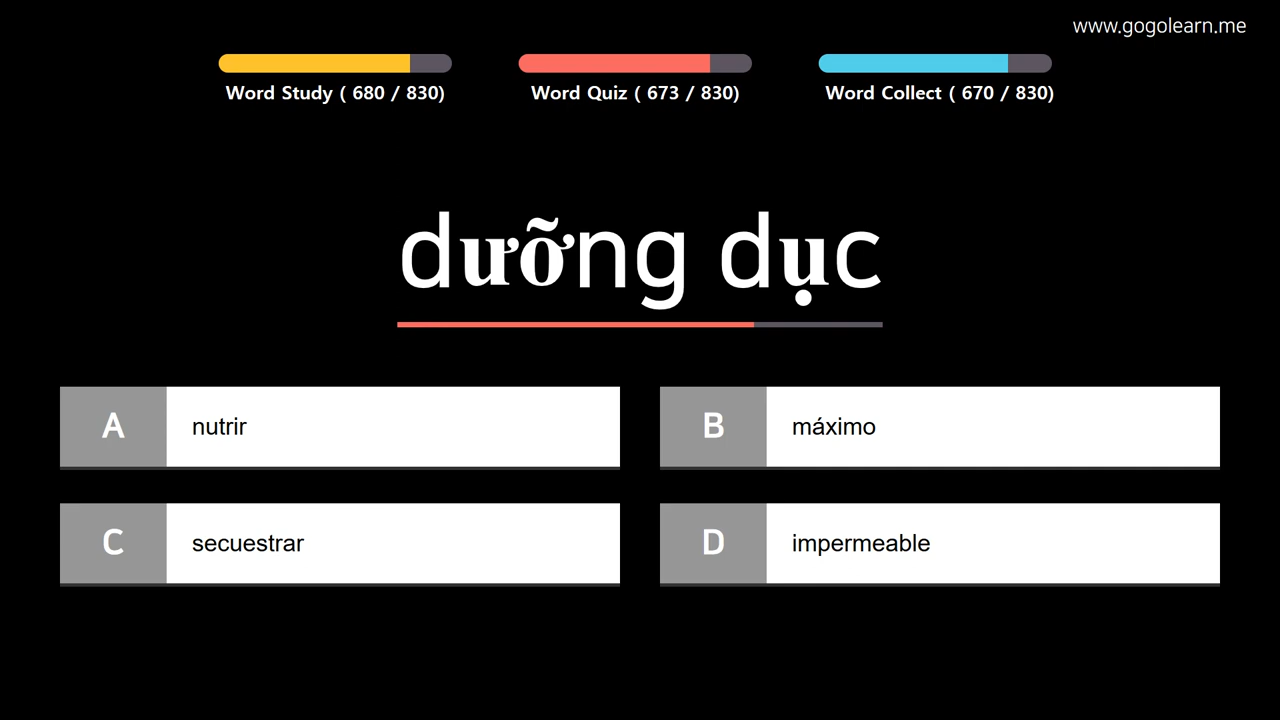 www.gogolearn.me
Word Study ( 680 / 830)
Word Quiz ( 673 / 830)
Word Collect ( 670 / 830)
dưỡng dục
A nutrir
B máximo
C secuestrar
D impermeable